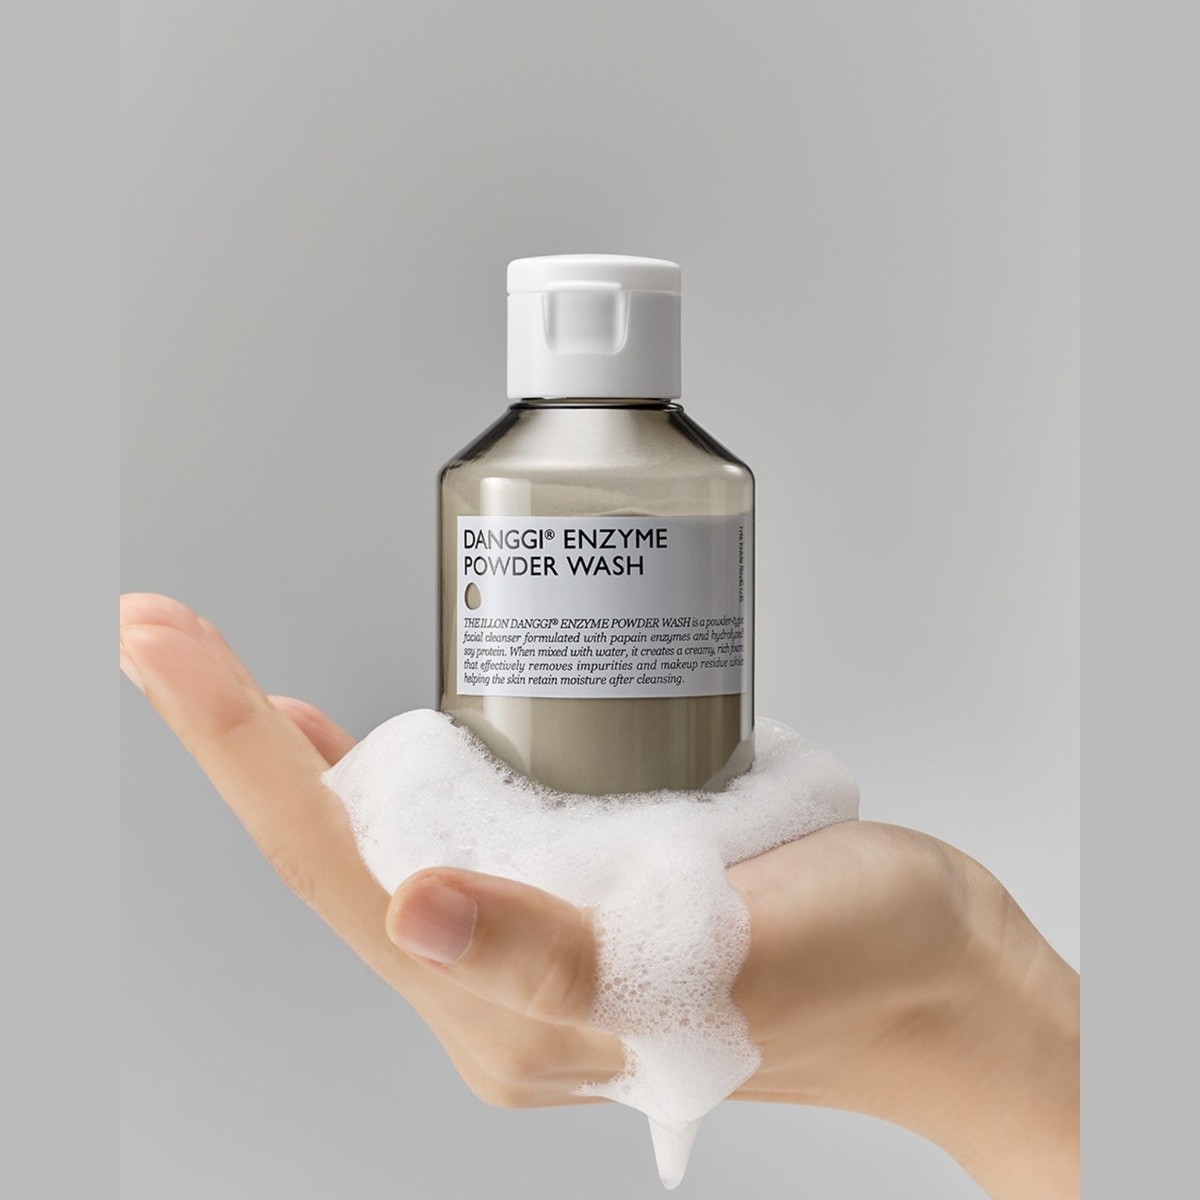 DANGGI® ENZYME
POWDER WASH
THE ILLON DANGGI® ENZYME POWDER WASH is a powder-type
facial cleanser formulated with papain enzymes and hydrolyzed
soy protein. When mixed with water, it creates a creamy, rich foam
that effectively removes impurities and makeup residue while
helping the skin retain moisture after cleansing.